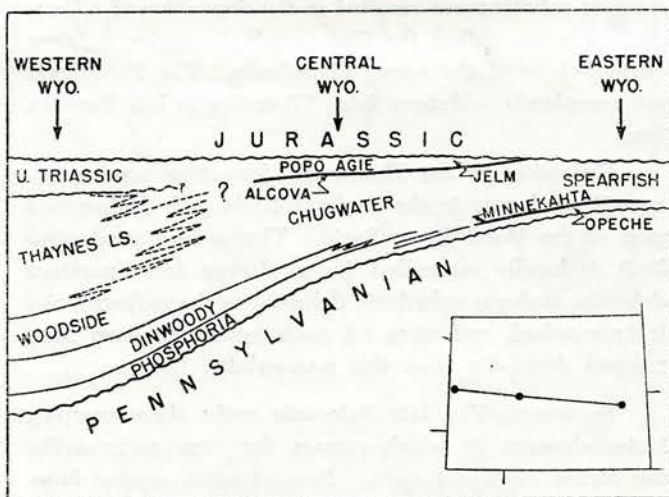 WESTERN CENTRAL EASTERN
WYO. WYO. WYO.
JURASSIC
U. TRIASSIC ? ? POPO AGIE JELM
ALCOVA SPEARFISH
CHUGWATER MINNEKAHTA
THAYNES LS. OPECHE
WOODSIDE DINWOODY
PHOSPHORIA
PENNSYLVANIAN